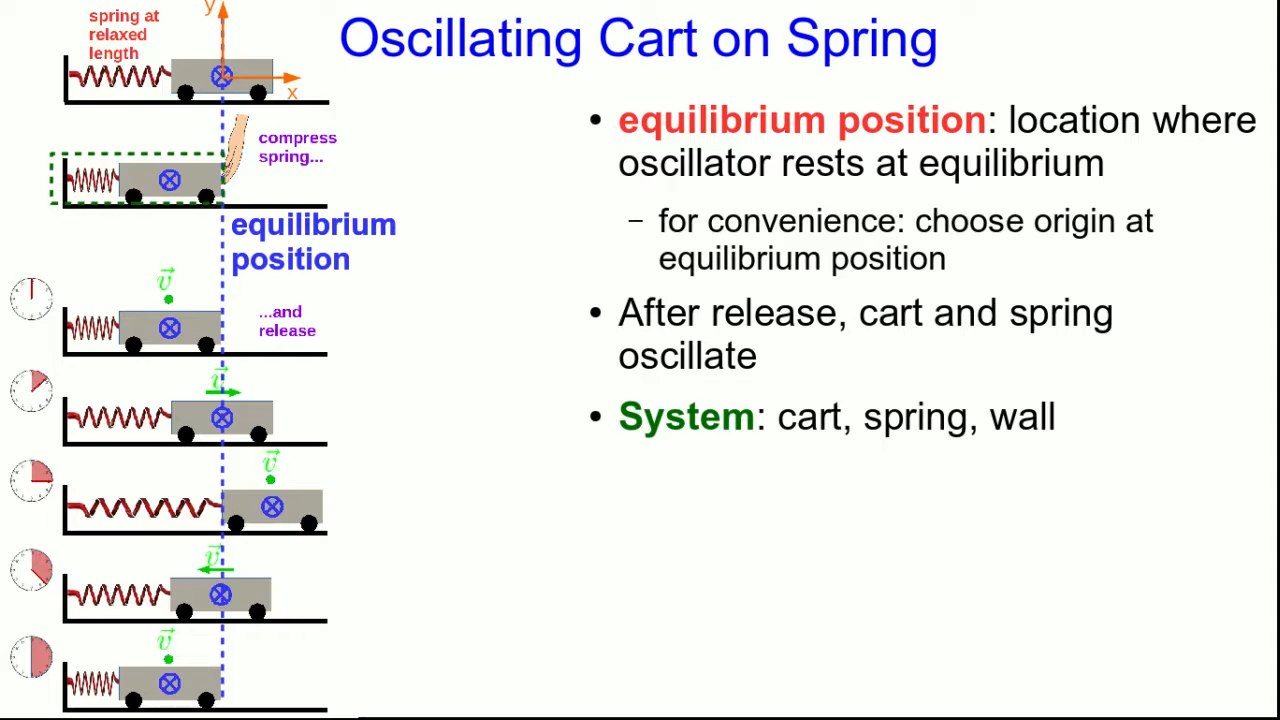 Oscillating Cart on Spring
spring at
relaxed
length
y
x
compress
spring...
equilibrium
position
v⃗
...and
release
v⃗
v⃗
v⃗
v⃗
• equilibrium position: location where
oscillator rests at equilibrium
– for convenience: choose origin at
equilibrium position
• After release, cart and spring
oscillate
• System: cart, spring, wall